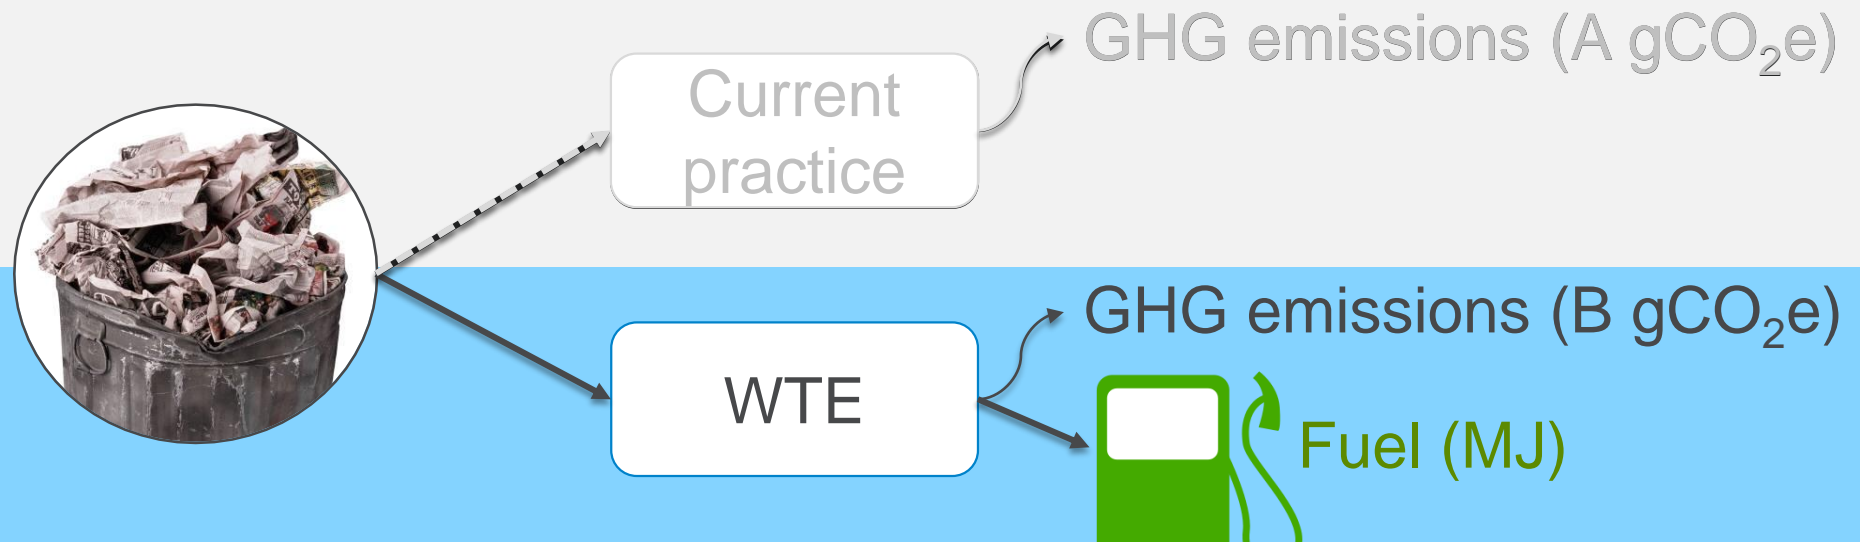 GHG emissions (A gCO₂e)
Current
practice
GHG emissions (B gCO₂e)
WTE
Fuel (MJ)